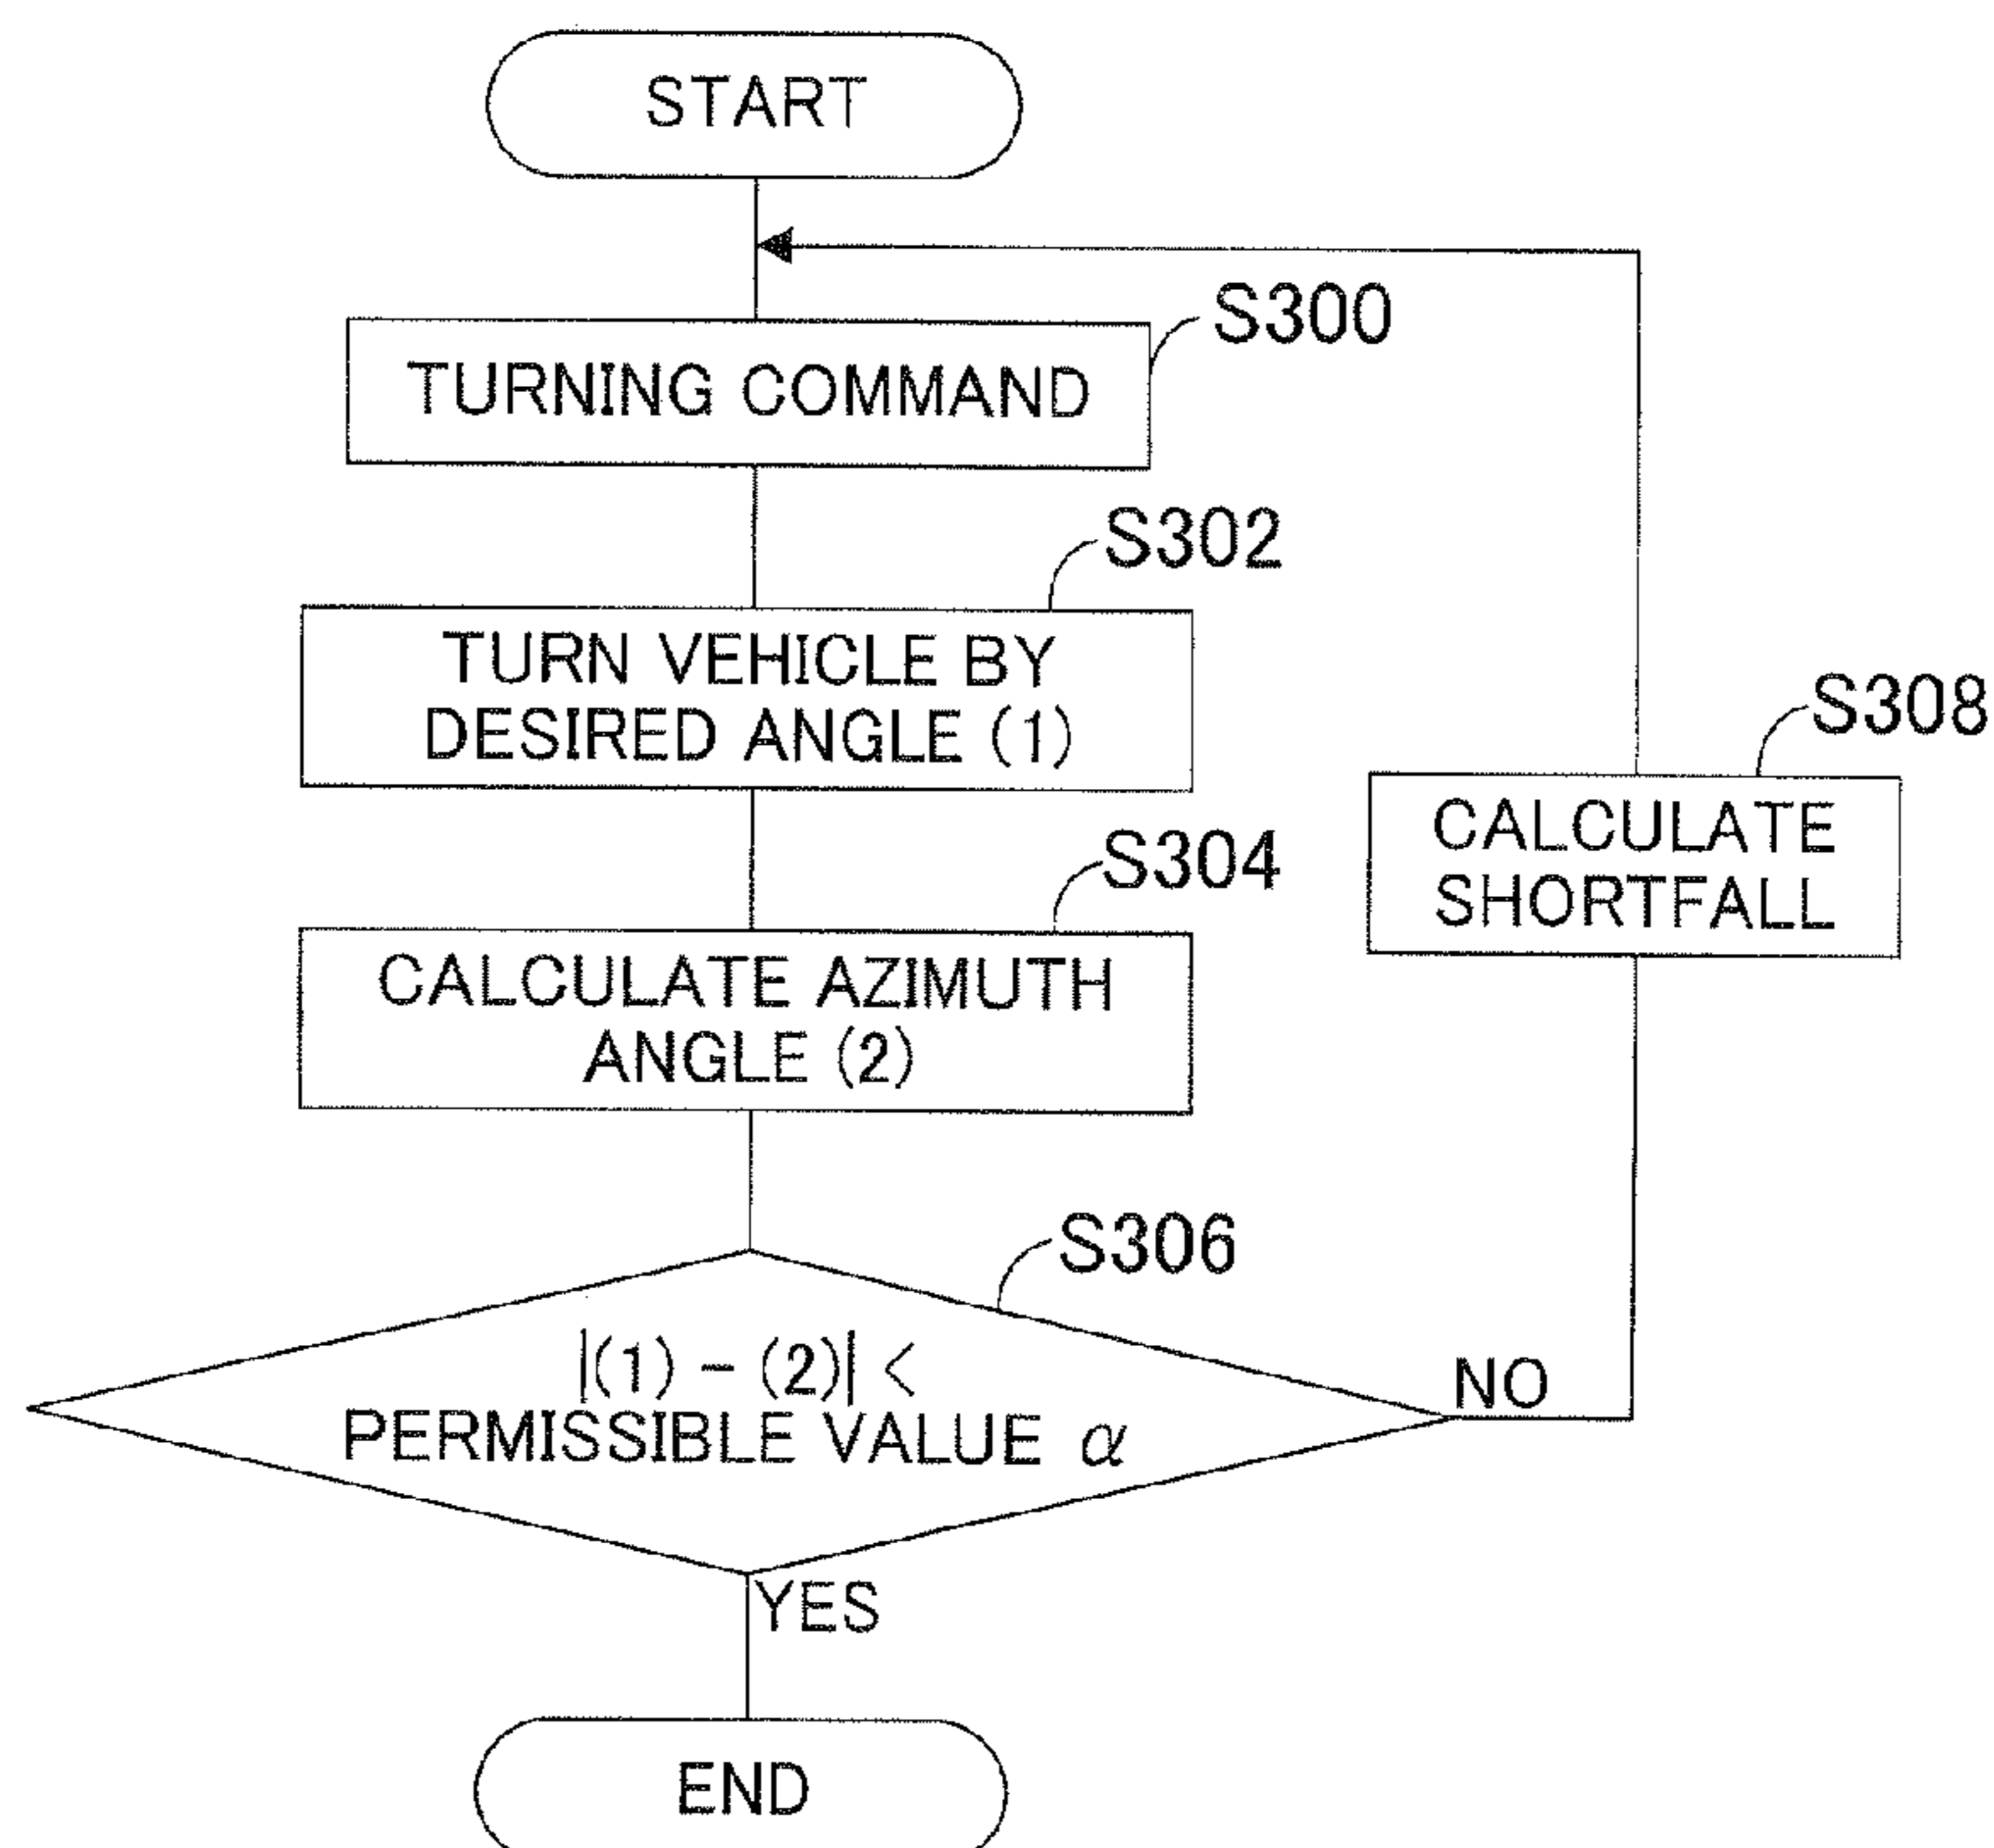 START
S300
TURNING COMMAND
S302
TURN VEHICLE BY
DESIRED ANGLE (1)
S304
CALCULATE AZIMUTH
ANGLE (2)
S308
CALCULATE
SHORTFALL
S306
|(1) - (2)| <
PERMISSIBLE VALUE α
NO
YES
END